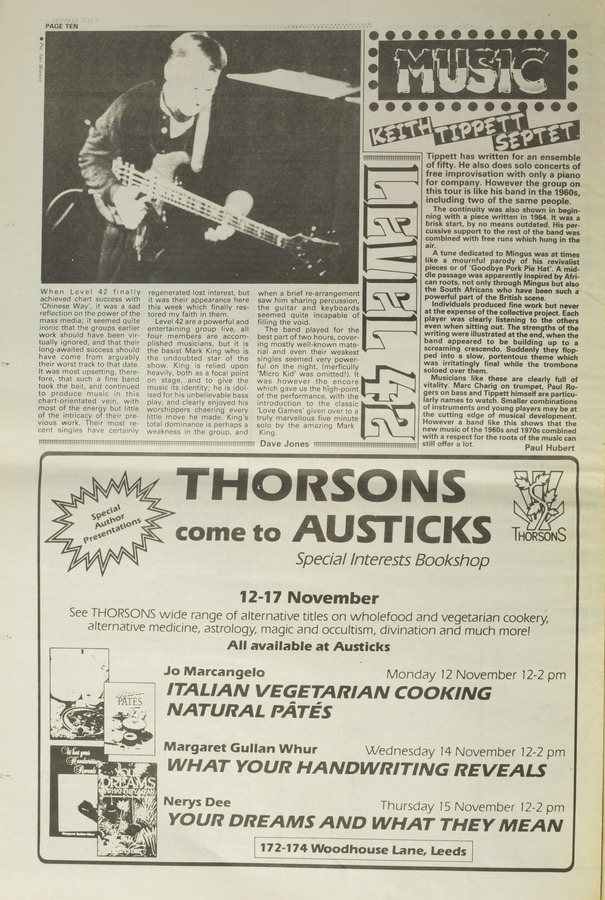 PAGE TEN
MUSIC
KEITH TIPPETT SEPTET
LEVEL 42
When Level 42 finally
achieved chart success with
'Chinese Way', it was a sad
reflection on the power of the
mass media; it seemed quite
ironic that the groups earlier
work should have been vir-
tually ignored, and that their
long-awaited success should
have come from arguably
their worst track to that date.
It was most upsetting, there-
fore, that such a fine band
took the bait, and continued
to produce music in this
chart-orientated vein, with
most of the energy but little
of the intricacy of their pre-
vious work. Their most re-
cent singles have certainly
regenerated lost interest, but
it was their appearance here
this week which finally res-
tored my faith in them.
Level 42 are a powerful and
entertaining group live, all
four members are accom-
plished musicians, but it is
the basist Mark King who is
the undoubted star of the
show. King is relied upon
heavily, both as a focal point
on stage, and to give the
music its identity; he is idol-
ised for his unbelievable bass
play, and clearly enjoyed his
worshippers cheering every
little move he made. King's
total dominance is perhaps a
weakness in the group, and
when a brief re-arrangement
saw him sharing percussion,
the guitar and keyboards
seemed quite incapable of
filling the void.
The band played for the
best part of two hours, cover-
ing mostly well-known mate-
rial and even their weakest
singles seemed very power-
ful on the night, (merficully
'Micro Kid' was omitted!). It
was however the encore
which gave us the high-point
of the performance, with the
introduction to the classic
'Love Games' given over to a
truly marvellous five minute
solo by the amazing Mark
King.
Dave Jones
Tippett has written for an ensemble
of fifty. He also does solo concerts of
free improvisation with only a piano
for company. However the group on
this tour is like his band in the 1960s,
including two of the same people.
The continuity was also shown in begin-
ning with a piece written in 1964. It was a
brisk start, by no means outdated. His per-
cussive support to the rest of the band was
combined with free runs which hung in the
air.
A tune dedicated to Mingus was at times
like a mournful parody of his revivalist
pieces or of 'Goodbye Pork Pie Hat'. A mid-
dle passage was apparently inspired by Afri-
can roots, not only through Mingus but also
the South Africans who have been such a
powerful part of the British scene.
Individuals produced fine work but never
at the expense of the collective project. Each
player was clearly listening to the others
even when sitting out. The strengths of the
writing were illustrated at the end, when the
band appeared to be building up to a
screaming crescendo. Suddenly they flop-
ped into a slow, portentous theme which
was irritatingly final while the trombone
soloed over them.
Musicians like these are clearly full of
vitality. Marc Charig on trumpet, Paul Ro-
gers on bass and Tippett himself are particu-
larly names to watch. Smaller combinations
of instruments and young players may be at
the cutting edge of musical development.
However a band like this shows that the
new music of the 1960s and 1970s combined
with a respect for the roots of the music can
still offer a lot.
Paul Hubert
Special
Author
Presentations
THORSONS
come to AUSTICKS
Special Interests Bookshop
THORSONS
12-17 November
See THORSONS wide range of alternative titles on wholefood and vegetarian cookery,
alternative medicine, astrology, magic and occultism, divination and much more!
All available at Austicks
Jo Marcangelo Monday 12 November 12-2 pm
ITALIAN VEGETARIAN COOKING
NATURAL PÂTÉS
PATES
Margaret Gullan Whur Wednesday 14 November 12-2 pm
WHAT YOUR HANDWRITING REVEALS
What your
Handwriting
Reveals
Nerys Dee Thursday 15 November 12-2 pm
YOUR DREAMS AND WHAT THEY MEAN
172-174 Woodhouse Lane, Leeds